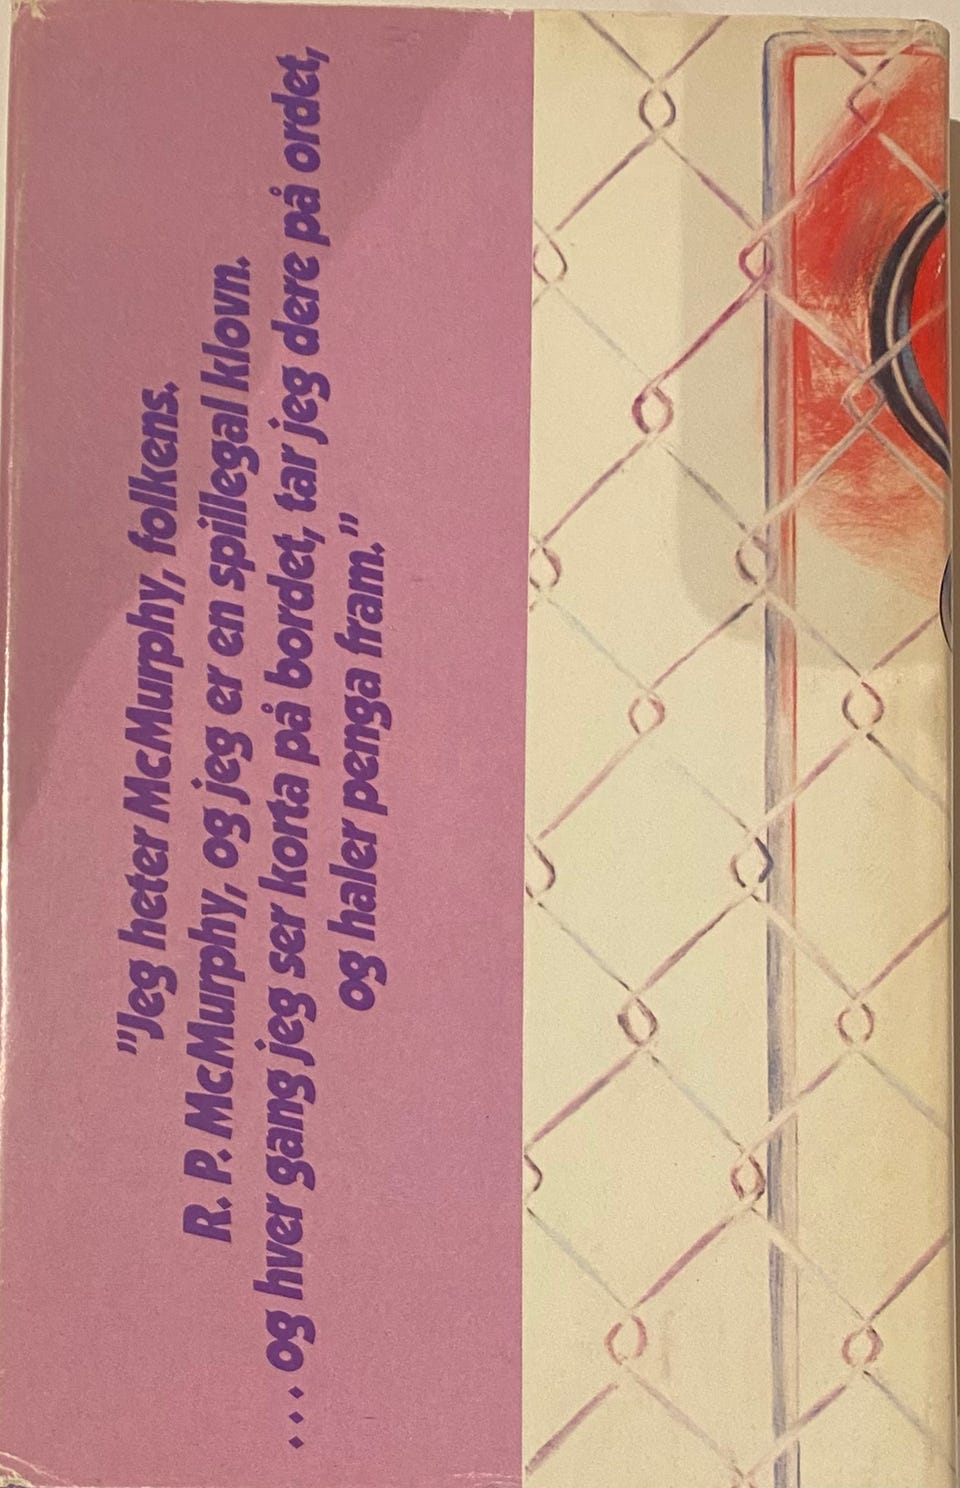 "Jeg heter McMurphy, folkens.
R. P. McMurphy, og jeg er en spillegal klovn.
... og hver gang jeg ser korta på bordet, tar jeg dere på ordet,
og haler penga fram."